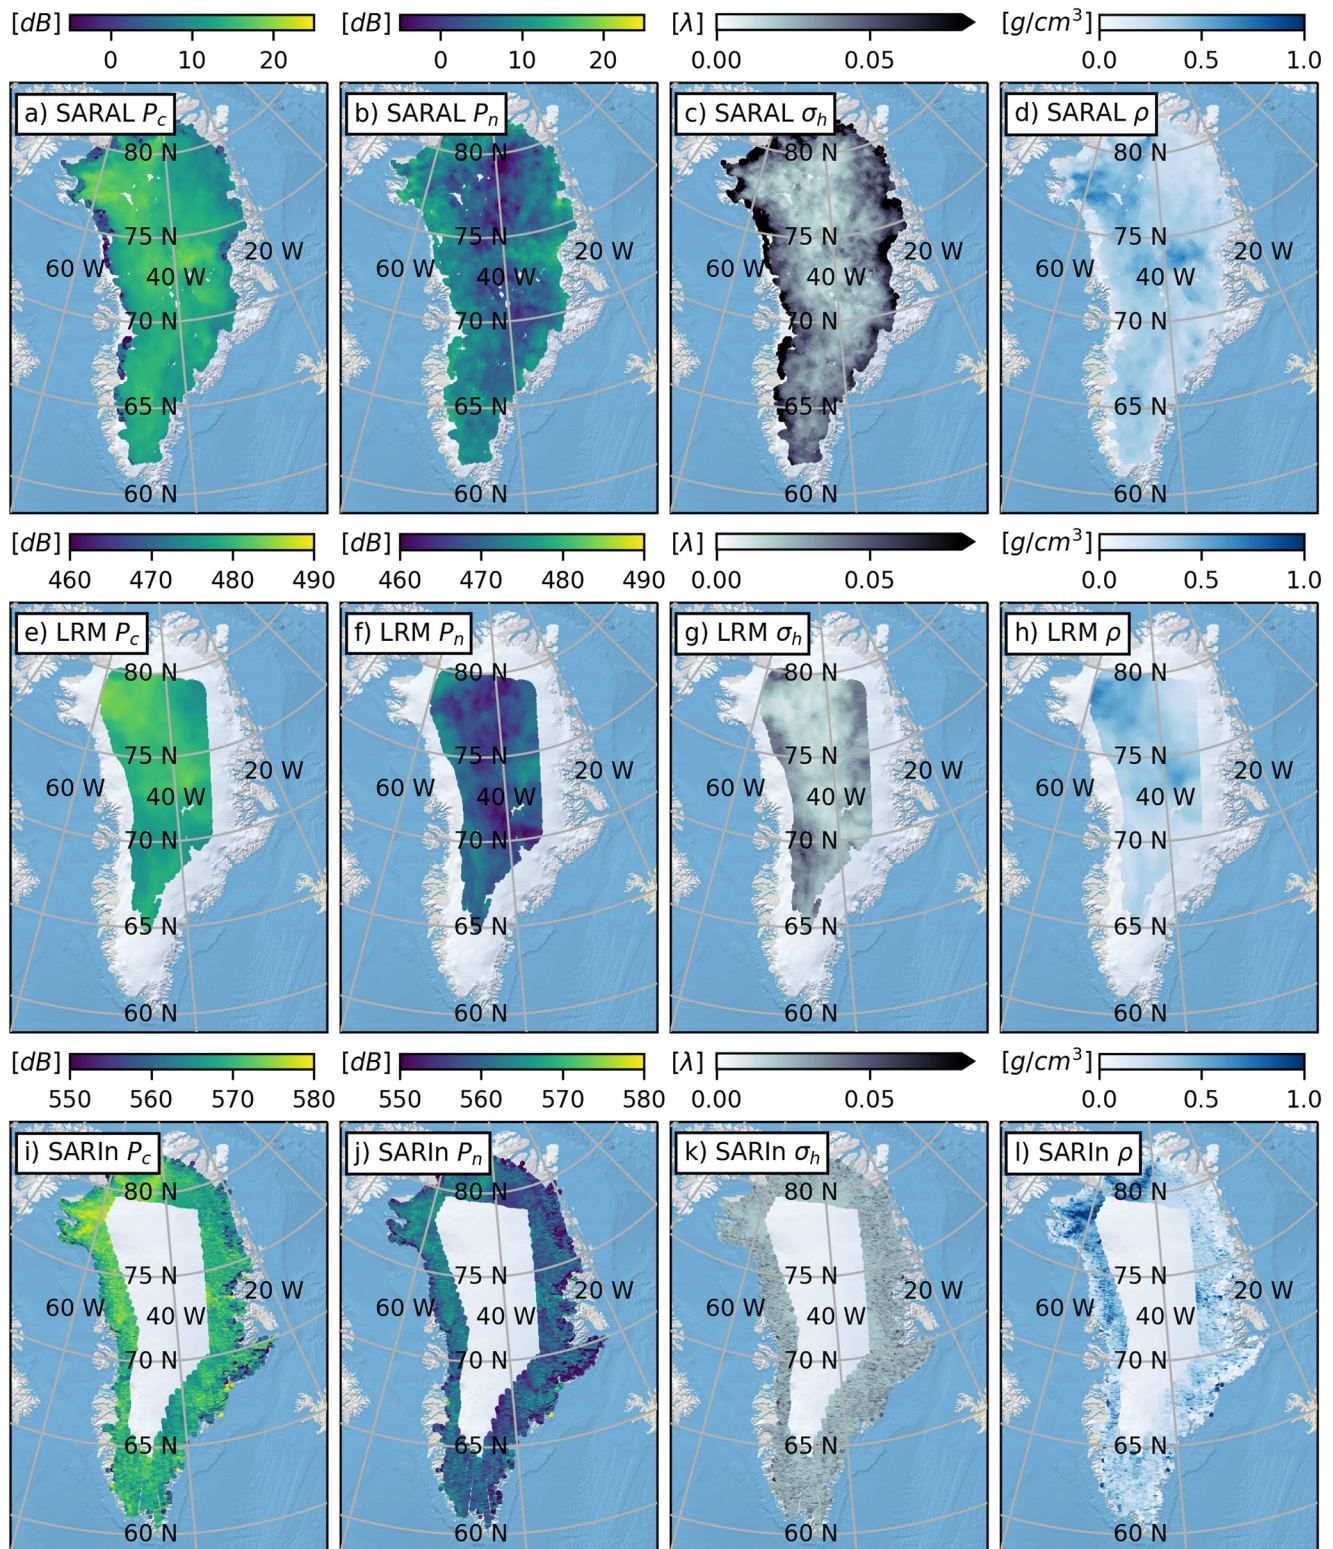 [dB] [dB] [λ] [g/cm³]
0 10 20 0 10 20 0.00 0.05 0.0 0.5 1.0
a) SARAL Pc b) SARAL Pn c) SARAL σh d) SARAL ρ
80 N 80 N 80 N 80 N
75 N 20 W 75 N 20 W 75 N 20 W 75 N 20 W
60 W 40 W 60 W 40 W 60 W 40 W 60 W 40 W
70 N 70 N 70 N 70 N
65 N 65 N 65 N 65 N
60 N 60 N 60 N 60 N
[dB] [dB] [λ] [g/cm³]
460 470 480 490 460 470 480 490 0.00 0.05 0.0 0.5 1.0
e) LRM Pc f) LRM Pn g) LRM σh h) LRM ρ
80 N 80 N 80 N 80 N
75 N 20 W 75 N 20 W 75 N 20 W 75 N 20 W
60 W 40 W 60 W 40 W 60 W 40 W 60 W 40 W
70 N 70 N 70 N 70 N
65 N 65 N 65 N 65 N
60 N 60 N 60 N 60 N
[dB] [dB] [λ] [g/cm³]
550 560 570 580 550 560 570 580 0.00 0.05 0.0 0.5 1.0
i) SARIn Pc j) SARIn Pn k) SARIn σh l) SARIn ρ
80 N 80 N 80 N 80 N
75 N 20 W 75 N 20 W 75 N 20 W 75 N 20 W
60 W 40 W 60 W 40 W 60 W 40 W 60 W 40 W
70 N 70 N 70 N 70 N
65 N 65 N 65 N 65 N
60 N 60 N 60 N 60 N